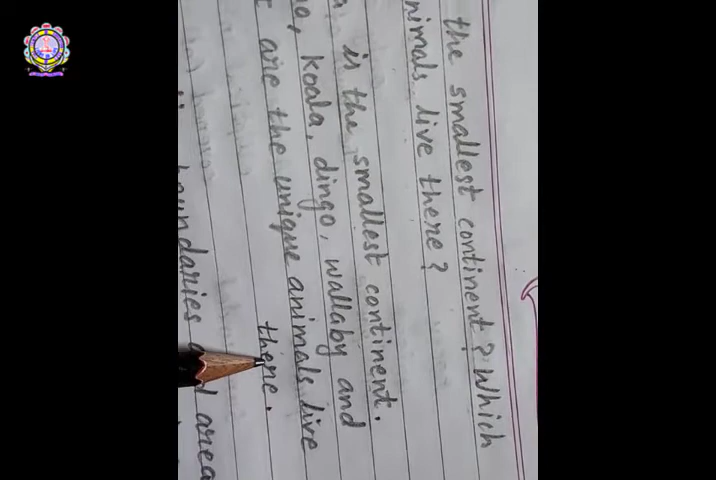 the smallest continent? Which
nimals live there?
is the smallest continent.
koala, dingo, wallaby and
are the unique animals live
there.
boundaries area